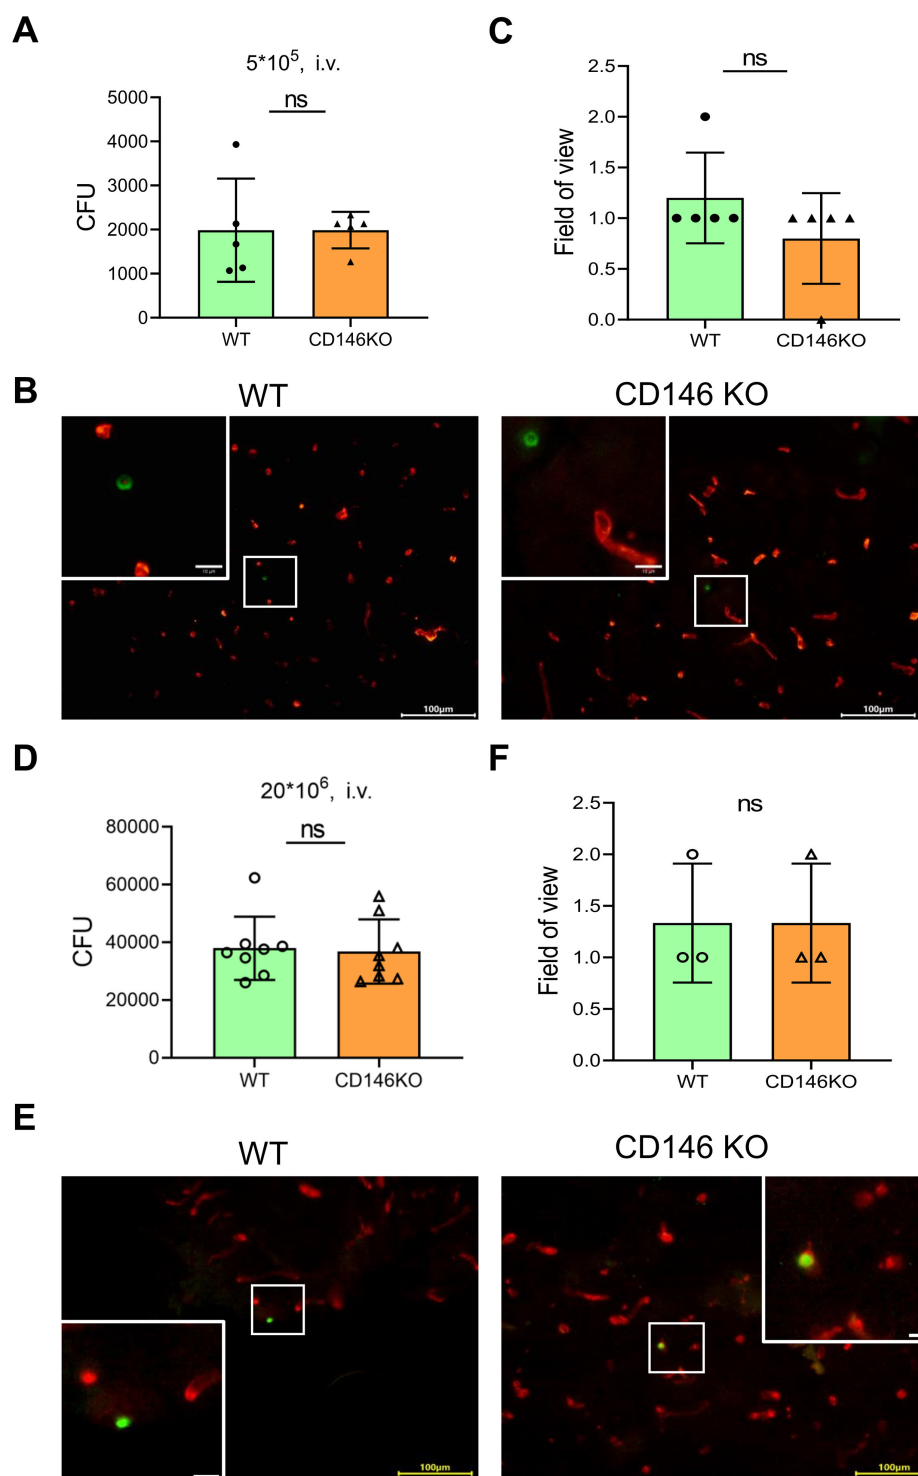 A
5*10⁵, i.v.
ns
5000
4000
3000
2000
1000
0
CFU
WT
CD146KO
C
ns
2.5
2.0
1.5
1.0
0.5
0.0
Field of view
WT
CD146KO
B
WT
CD146 KO
10 µm
100µm
100µm
D
20*10⁶, i.v.
ns
80000
60000
40000
20000
0
CFU
WT
CD146KO
F
ns
2.5
2.0
1.5
1.0
0.5
0.0
Field of view
WT
CD146KO
E
WT
CD146 KO
100µm
100µm